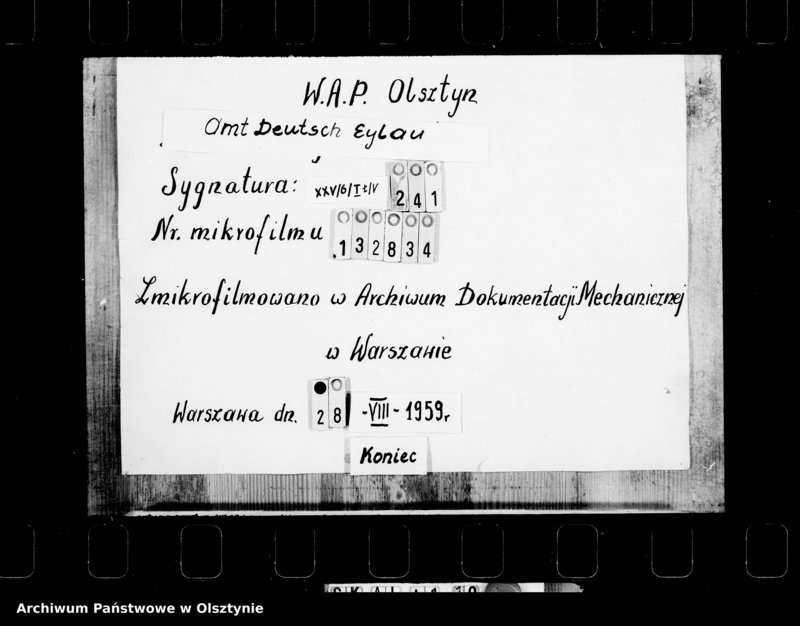 W.A.P. Olsztyn
Amt Deutsch Eylau
Sygnatura: XXV/6/I 241
Nr. mikrofilmu 132834
Zmikrofilmowano w Archiwum Dokumentacji Mechanicznej
w Warszawie
Warszawa dn. 28 -VIII- 1959r
Koniec
Archiwum Państwowe w Olsztynie